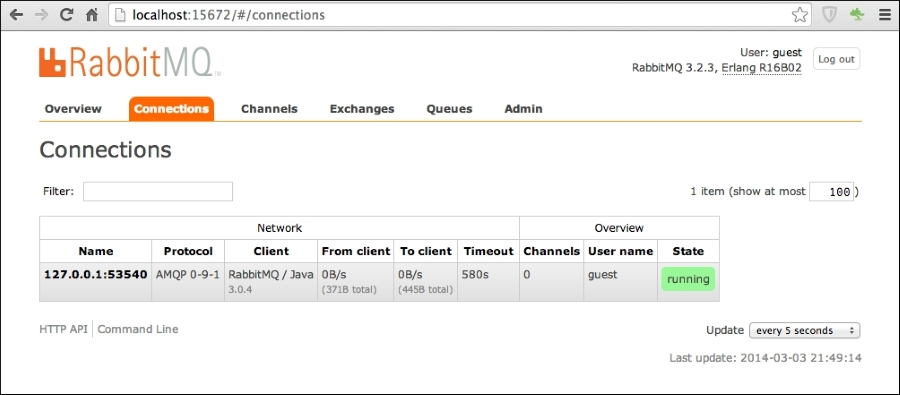 localhost:15672/#/connections
RabbitMQ™
User: guest
RabbitMQ 3.2.3, Erlang R16B02
Log out
Overview Connections Channels Exchanges Queues Admin
Connections
Filter:
1 item (show at most 100)
Network Overview
Name Protocol Client From client To client Timeout Channels User name State
127.0.0.1:53540 AMQP 0-9-1 RabbitMQ / Java 0B/s 0B/s 580s 0 guest running
3.0.4 (371B total) (445B total)
HTTP API Command Line
Update every 5 seconds
Last update: 2014-03-03 21:49:14